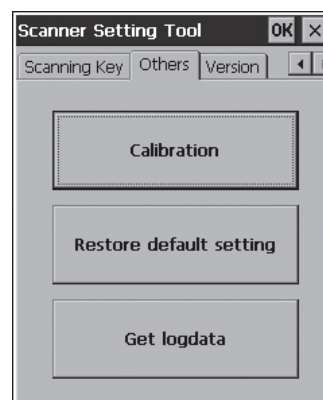 Scanner Setting Tool OK ×
Scanning Key Others Version
Calibration
Restore default setting
Get logdata